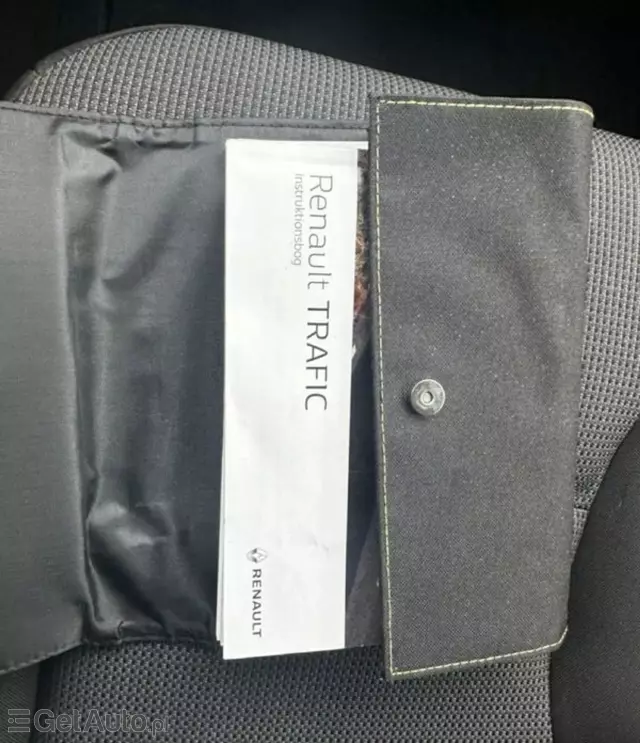 Renault TRAFIC
Instruktionsbog
RENAULT
GetAuto.pl